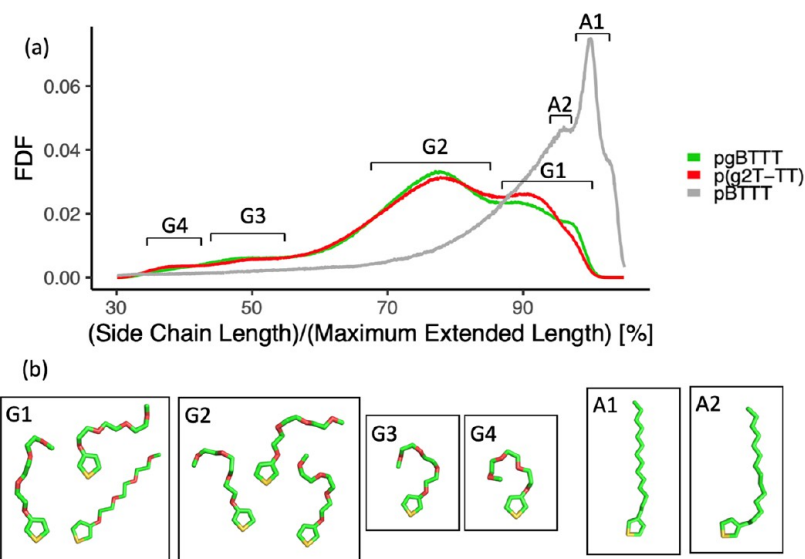 (a)
A1
A2
G2
G1
G3
G4
FDF
0.06
0.04
0.02
0.00
30
50
70
90
(Side Chain Length)/(Maximum Extended Length) [%]
pgBTTT
p(g2T−TT)
pBTTT
(b)
G1
G2
G3
G4
A1
A2